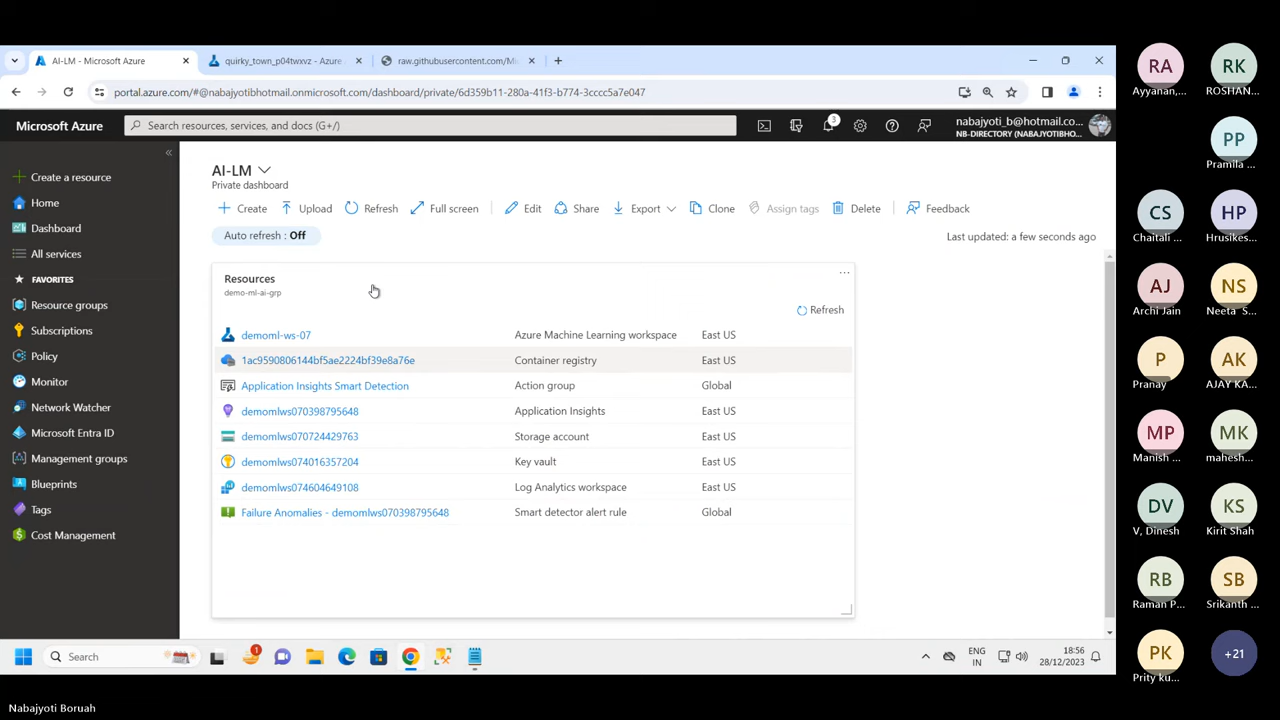 AI-LM - Microsoft Azure
quirky_town_p04twxvz - Azure
raw.githubusercontent.com/Mi
portal.azure.com/#@nabajyotibhotmail.onmicrosoft.com/dashboard/private/6d359b11-280a-41f3-b774-3cccc5a7e047
Microsoft Azure
Search resources, services, and docs (G+/)
3
nabajyoti_b@hotmail.co...
NB-DIRECTORY (NABAJYOTIBHO...
Create a resource
Home
Dashboard
All services
FAVORITES
Resource groups
Subscriptions
Policy
Monitor
Network Watcher
Microsoft Entra ID
Management groups
Blueprints
Tags
Cost Management
AI-LM
Private dashboard
Create Upload Refresh Full screen Edit Share Export Clone Assign tags Delete Feedback
Auto refresh : Off
Last updated: a few seconds ago
Resources
demo-ml-ai-grp
Refresh
demoml-ws-07 Azure Machine Learning workspace East US
1ac9590806144bf5ae2224bf39e8a76e Container registry East US
Application Insights Smart Detection Action group Global
demomlws070398795648 Application Insights East US
demomlws070724429763 Storage account East US
demomlws074016357204 Key vault East US
demomlws074604649108 Log Analytics workspace East US
Failure Anomalies - demomlws070398795648 Smart detector alert rule Global
Search
1
ENG
IN
18:56
28/12/2023
Nabajyoti Boruah
RA
Ayyanan,...
RK
ROSHAN...
PP
Pramila ...
CS
Chaitali ...
HP
Hrusikes...
AJ
Archi Jain
NS
Neeta S...
P
Pranay
AK
AJAY KA...
MP
Manish ...
MK
mahesh...
DV
V, Dinesh
KS
Kirit Shah
RB
Raman P...
SB
Srikanth ...
PK
Prity ku...
+21